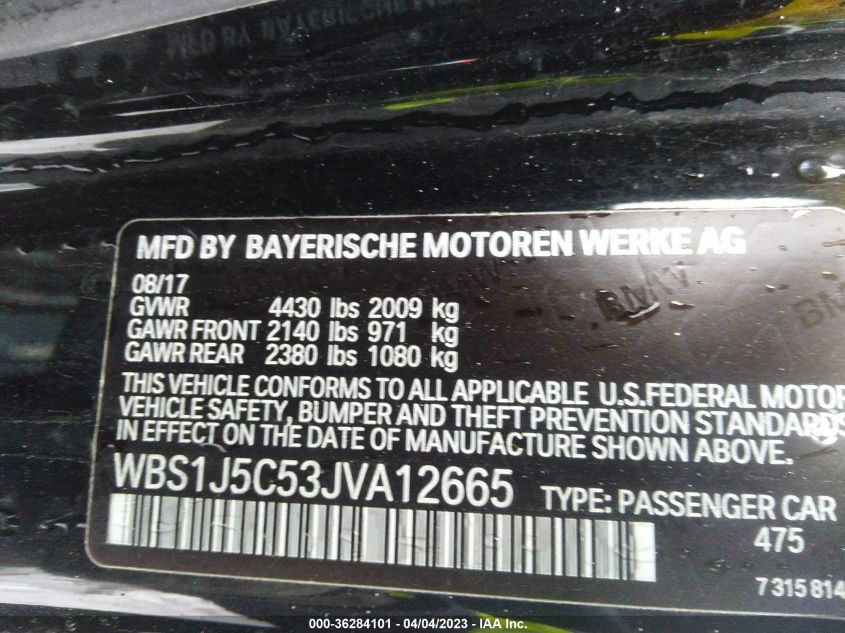 MFD BY BAYERISCHE MOTOREN WERKE AG
08/17
GVWR 4430 lbs 2009 kg
GAWR FRONT 2140 lbs 971 kg
GAWR REAR 2380 lbs 1080 kg
THIS VEHICLE CONFORMS TO ALL APPLICABLE U.S.FEDERAL MOTOR
VEHICLE SAFETY, BUMPER AND THEFT PREVENTION STANDARDS
IN EFFECT ON THE DATE OF MANUFACTURE SHOWN ABOVE.
WBS1J5C53JVA12665 TYPE: PASSENGER CAR
475
7 315 814
000-36284101 - 04/04/2023 - IAA Inc.